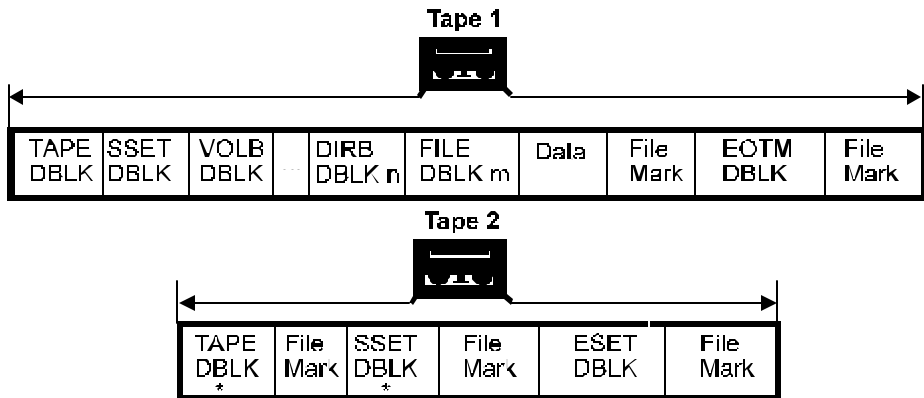 Tape 1
TAPE DBLK SSET DBLK VOLB DBLK ... DIRB DBLK n FILE DBLK m Data File Mark EOTM DBLK File Mark
Tape 2
TAPE DBLK * File Mark SSET DBLK * File Mark ESET DBLK File Mark